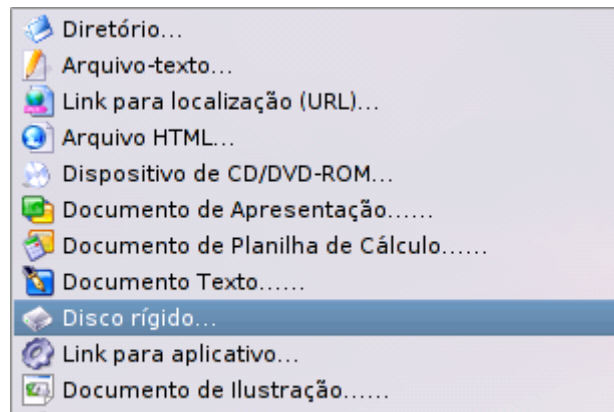 Diretório...
Arquivo-texto...
Link para localização (URL)...
Arquivo HTML...
Dispositivo de CD/DVD-ROM...
Documento de Apresentação......
Documento de Planilha de Cálculo......
Documento Texto......
Disco rígido...
Link para aplicativo...
Documento de Ilustração......